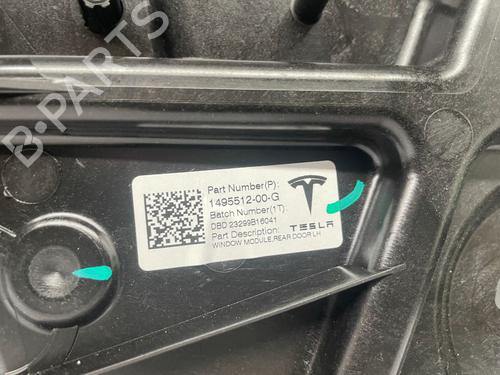 B-PARTS
Part Number(P):
1495512-00-G
Batch Number(1T):
DBD 23299B16041
Part Description:
WINDOW MODULE,REAR DOOR LH
TESLA